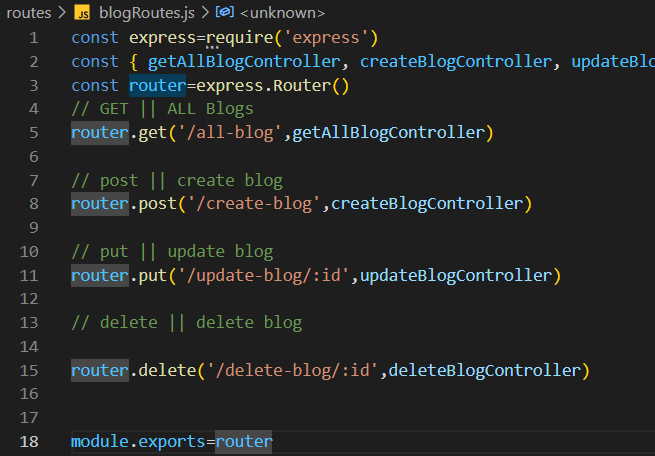 routes > JS blogRoutes.js > <unknown>
1 const express=require('express')
2 const { getAllBlogController, createBlogController, updateBlo
3 const router=express.Router()
4 // GET || ALL Blogs
5 router.get('/all-blog',getAllBlogController)
6
7 // post || create blog
8 router.post('/create-blog',createBlogController)
9
10 // put || update blog
11 router.put('/update-blog/:id',updateBlogController)
12
13 // delete || delete blog
14
15 router.delete('/delete-blog/:id',deleteBlogController)
16
17
18 module.exports=router